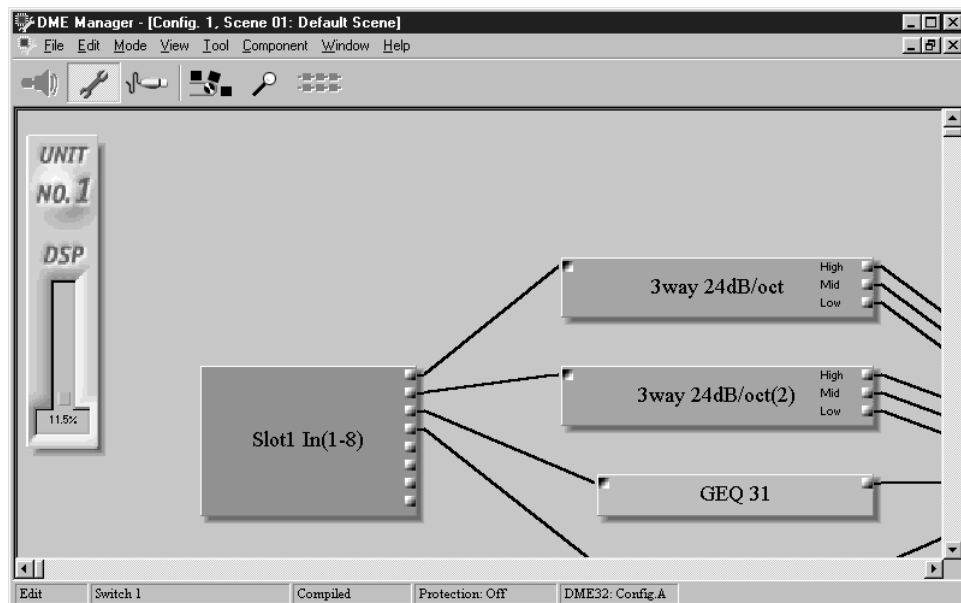 DME Manager - [Config. 1, Scene 01: Default Scene]
File Edit Mode View Tool Component Window Help
UNIT
NO. 1
DSP
11.5%
3way 24dB/oct
High
Mid
Low
3way 24dB/oct(2)
High
Mid
Low
Slot1 In(1-8)
GEQ 31
Edit Switch 1 Compiled Protection: Off DME32: Config.A